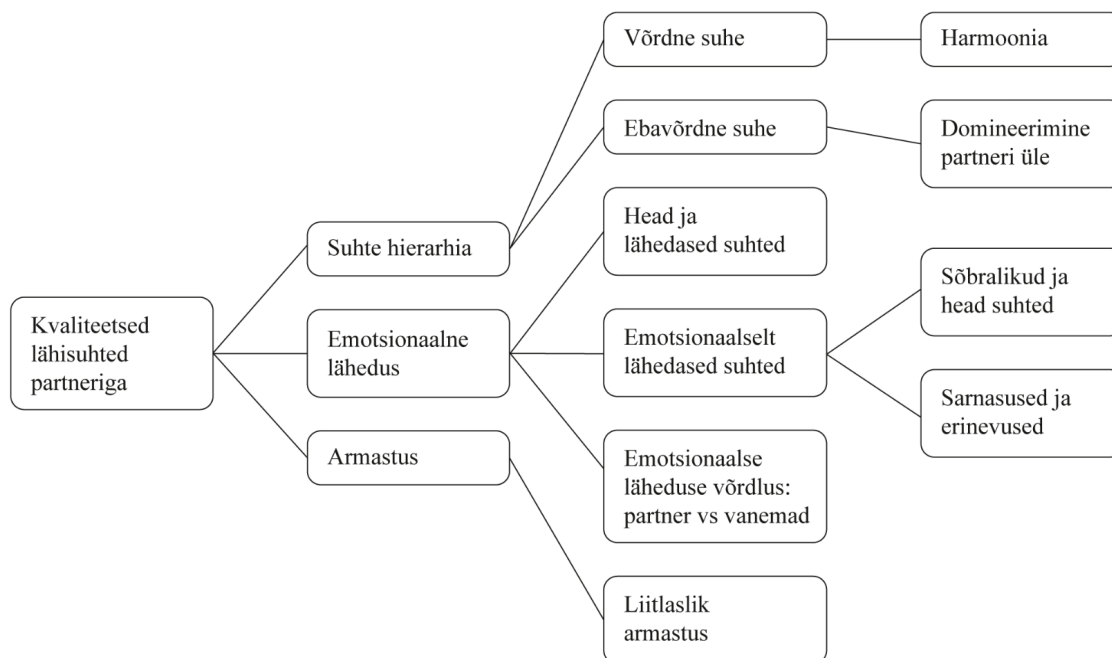 Kvaliteetsed
lähisuhted
partneriga
Suhte hierarhia
Emotsionaalne
lähedus
Armastus
Võrdne suhe
Ebavõrdne suhe
Head ja
lähedased suhted
Emotsionaalselt
lähedased suhted
Emotsionaalse
läheduse võrdlus:
partner vs vanemad
Liitlaslik
armastus
Harmoonia
Domineerimine
partneri üle
Sõbralikud ja
head suhted
Sarnasused ja
erinevused